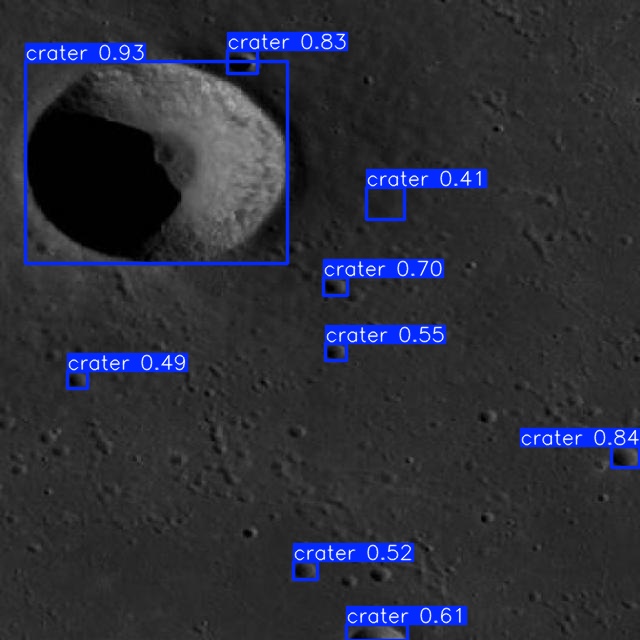 crater 0.83
crater 0.93
crater 0.41
crater 0.70
crater 0.55
crater 0.49
crater 0.84
crater 0.52
crater 0.61